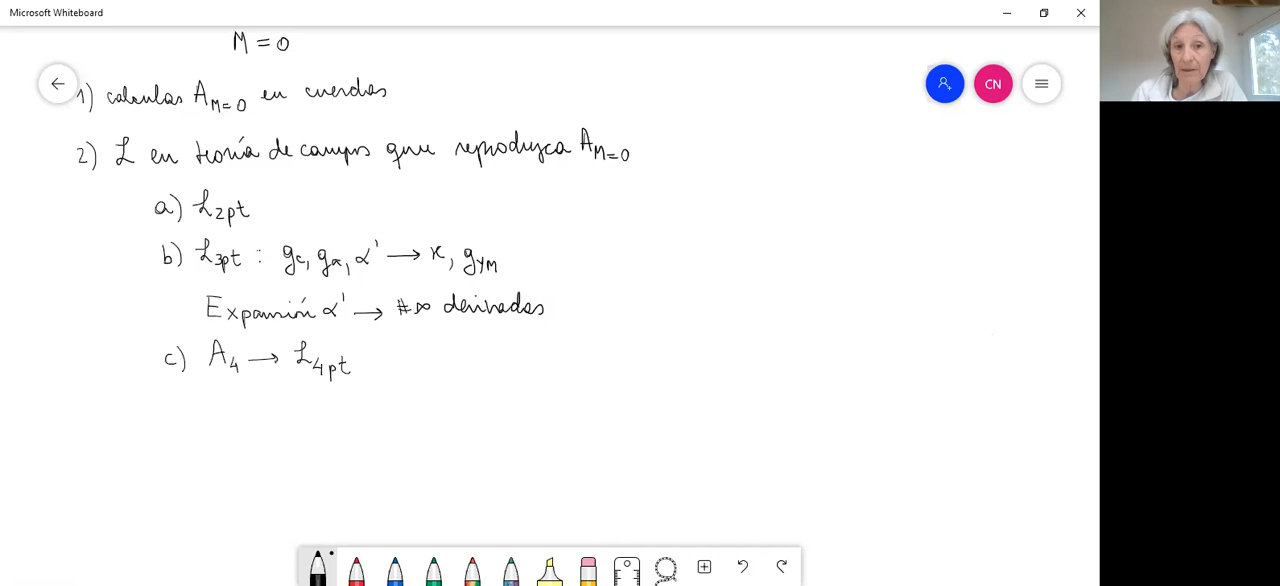 Microsoft Whiteboard
M = 0
1) calculas A_{M=0} en cuerdas
CN
2) ℒ en teoría de campos que reproduzca A_{M=0}
a) ℒ_{2pt}
b) ℒ_{3pt} : g_c, g_a, α' → κ, g_{YM}
Expansión α' → #∞ derivadas
c) A_4 → ℒ_{4pt}